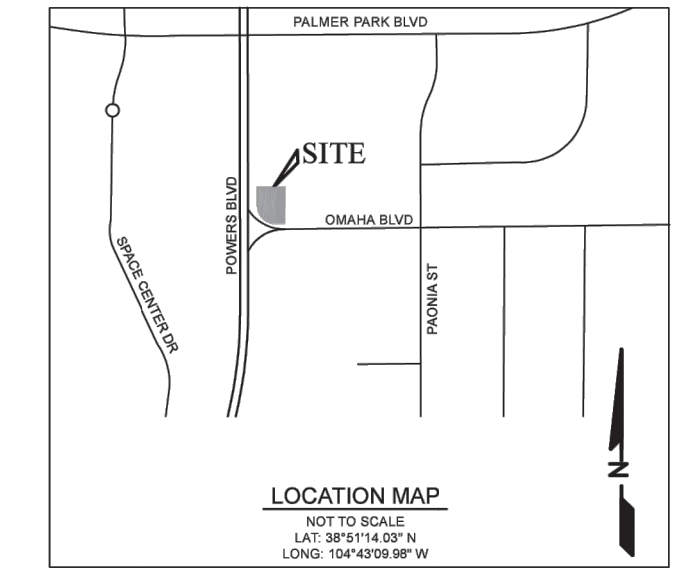 PALMER PARK BLVD
SITE
POWERS BLVD
OMAHA BLVD
SPACE CENTER DR
PAONIA ST
N
LOCATION MAP
NOT TO SCALE
LAT: 38°51'14.03" N
LONG: 104°43'09.98" W